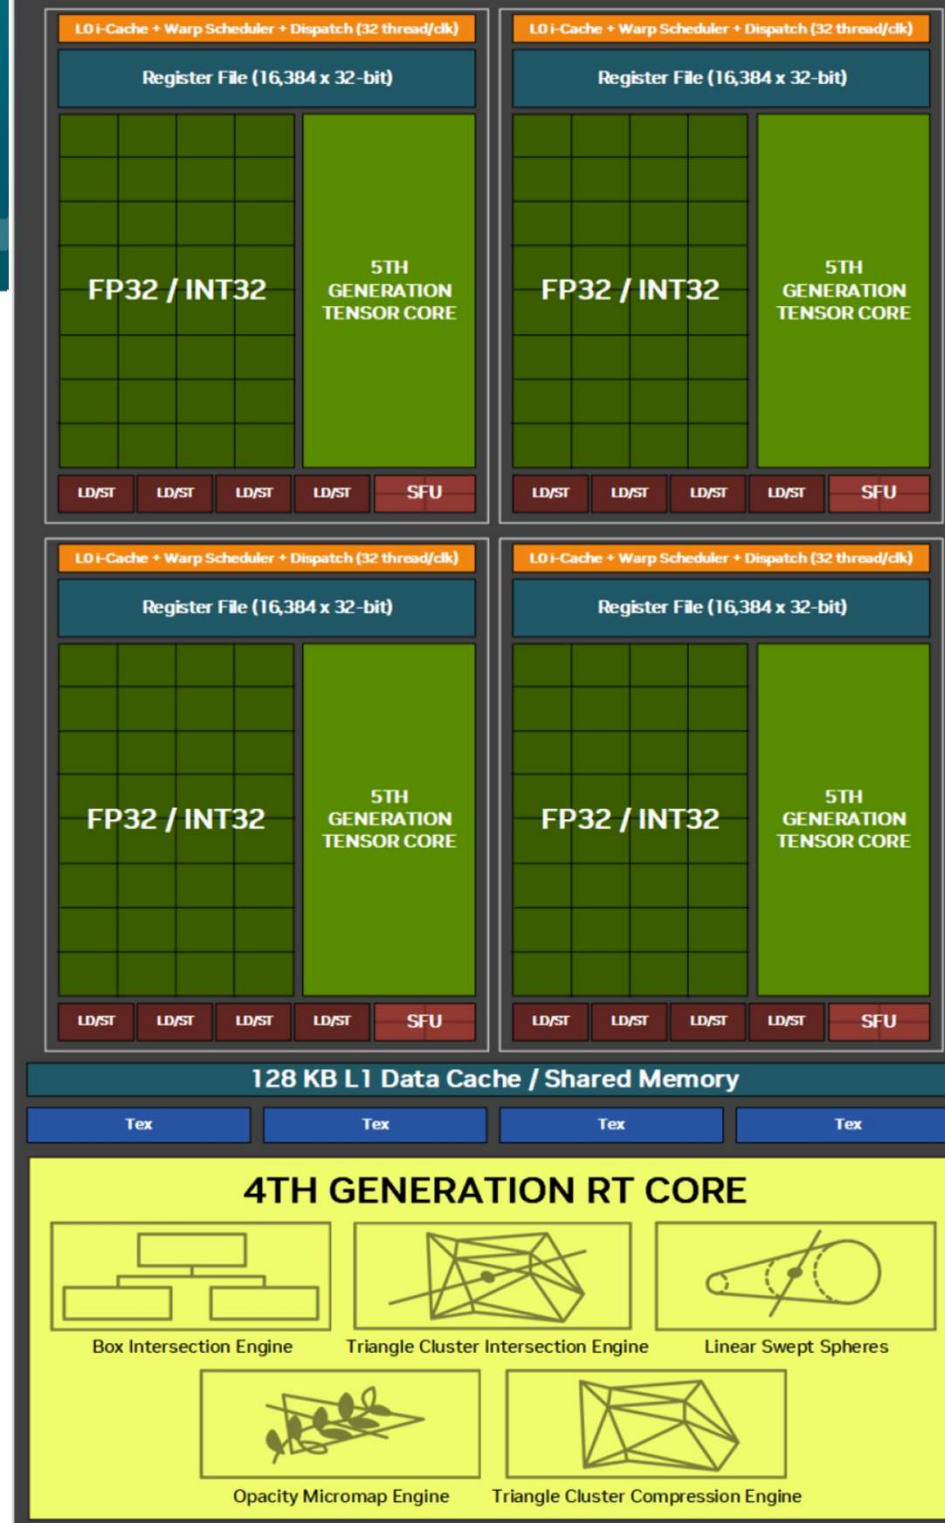 L0 i-Cache + Warp Scheduler + Dispatch (32 thread/clk)
Register File (16,384 x 32-bit)
FP32 / INT32
5TH
GENERATION
TENSOR CORE
LD/ST LD/ST LD/ST LD/ST SFU
L0 i-Cache + Warp Scheduler + Dispatch (32 thread/clk)
Register File (16,384 x 32-bit)
FP32 / INT32
5TH
GENERATION
TENSOR CORE
LD/ST LD/ST LD/ST LD/ST SFU
L0 i-Cache + Warp Scheduler + Dispatch (32 thread/clk)
Register File (16,384 x 32-bit)
FP32 / INT32
5TH
GENERATION
TENSOR CORE
LD/ST LD/ST LD/ST LD/ST SFU
L0 i-Cache + Warp Scheduler + Dispatch (32 thread/clk)
Register File (16,384 x 32-bit)
FP32 / INT32
5TH
GENERATION
TENSOR CORE
LD/ST LD/ST LD/ST LD/ST SFU
128 KB L1 Data Cache / Shared Memory
Tex Tex Tex Tex
4TH GENERATION RT CORE
Box Intersection Engine
Triangle Cluster Intersection Engine
Linear Swept Spheres
Opacity Micromap Engine
Triangle Cluster Compression Engine